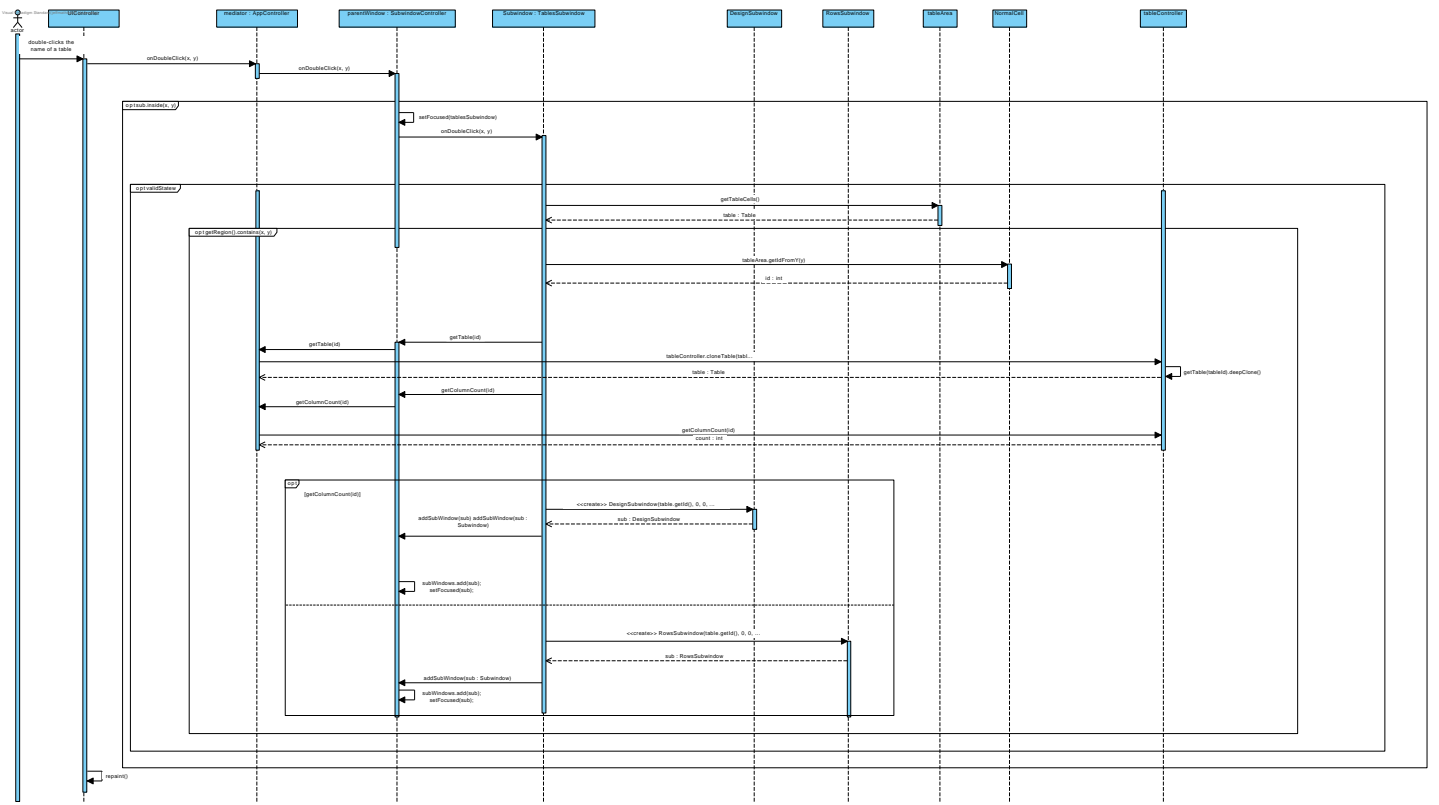 UIController
mediator : AppController
parentWindow : SubwindowController
Subwindow : TablesSubwindow
DesignSubwindow
RowsSubwindow
tableArea
NormalCell
tableController
actor
double-clicks the
name of a table
onDoubleClick(x, y)
onDoubleClick(x, y)
opt sub.inside(x, y)
setFocused(tablesSubwindow)
onDoubleClick(x, y)
opt validStatew
getTableCells()
table : Table
opt getRegion().contains(x, y)
tableArea.getIdFromY(y)
id : int
getTable(id)
getTable(id)
tableController.cloneTable(tabl...
getTable(tableId).deepClone()
table : Table
getColumnCount(id)
getColumnCount(id)
getColumnCount(id)
count : int
opt
[getColumnCount(id)]
<<create>> DesignSubwindow(table.getId(), 0, 0, ...
sub : DesignSubwindow
addSubWindow(sub) addSubWindow(sub :
Subwindow)
subWindows.add(sub);
setFocused(sub);
<<create>> RowsSubwindow(table.getId(), 0, 0, ...
sub : RowsSubwindow
addSubWindow(sub : Subwindow)
subWindows.add(sub);
setFocused(sub);
repaint()